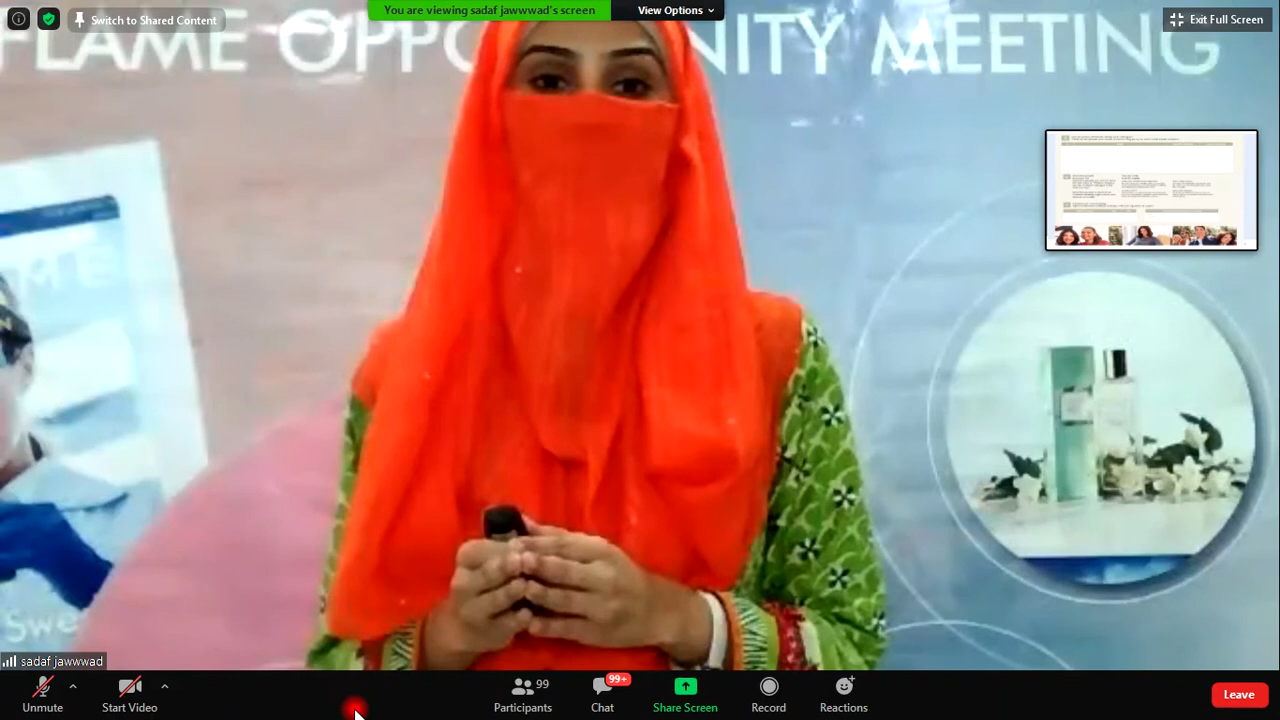 Switch to Shared Content
You are viewing sadaf jawwwad's screen
View Options
Exit Full Screen
FLAME OPPO NITY MEETING
Swe
sadaf jawwwad
Unmute
Start Video
Participants
99
Chat
99+
Share Screen
Record
Reactions
Leave